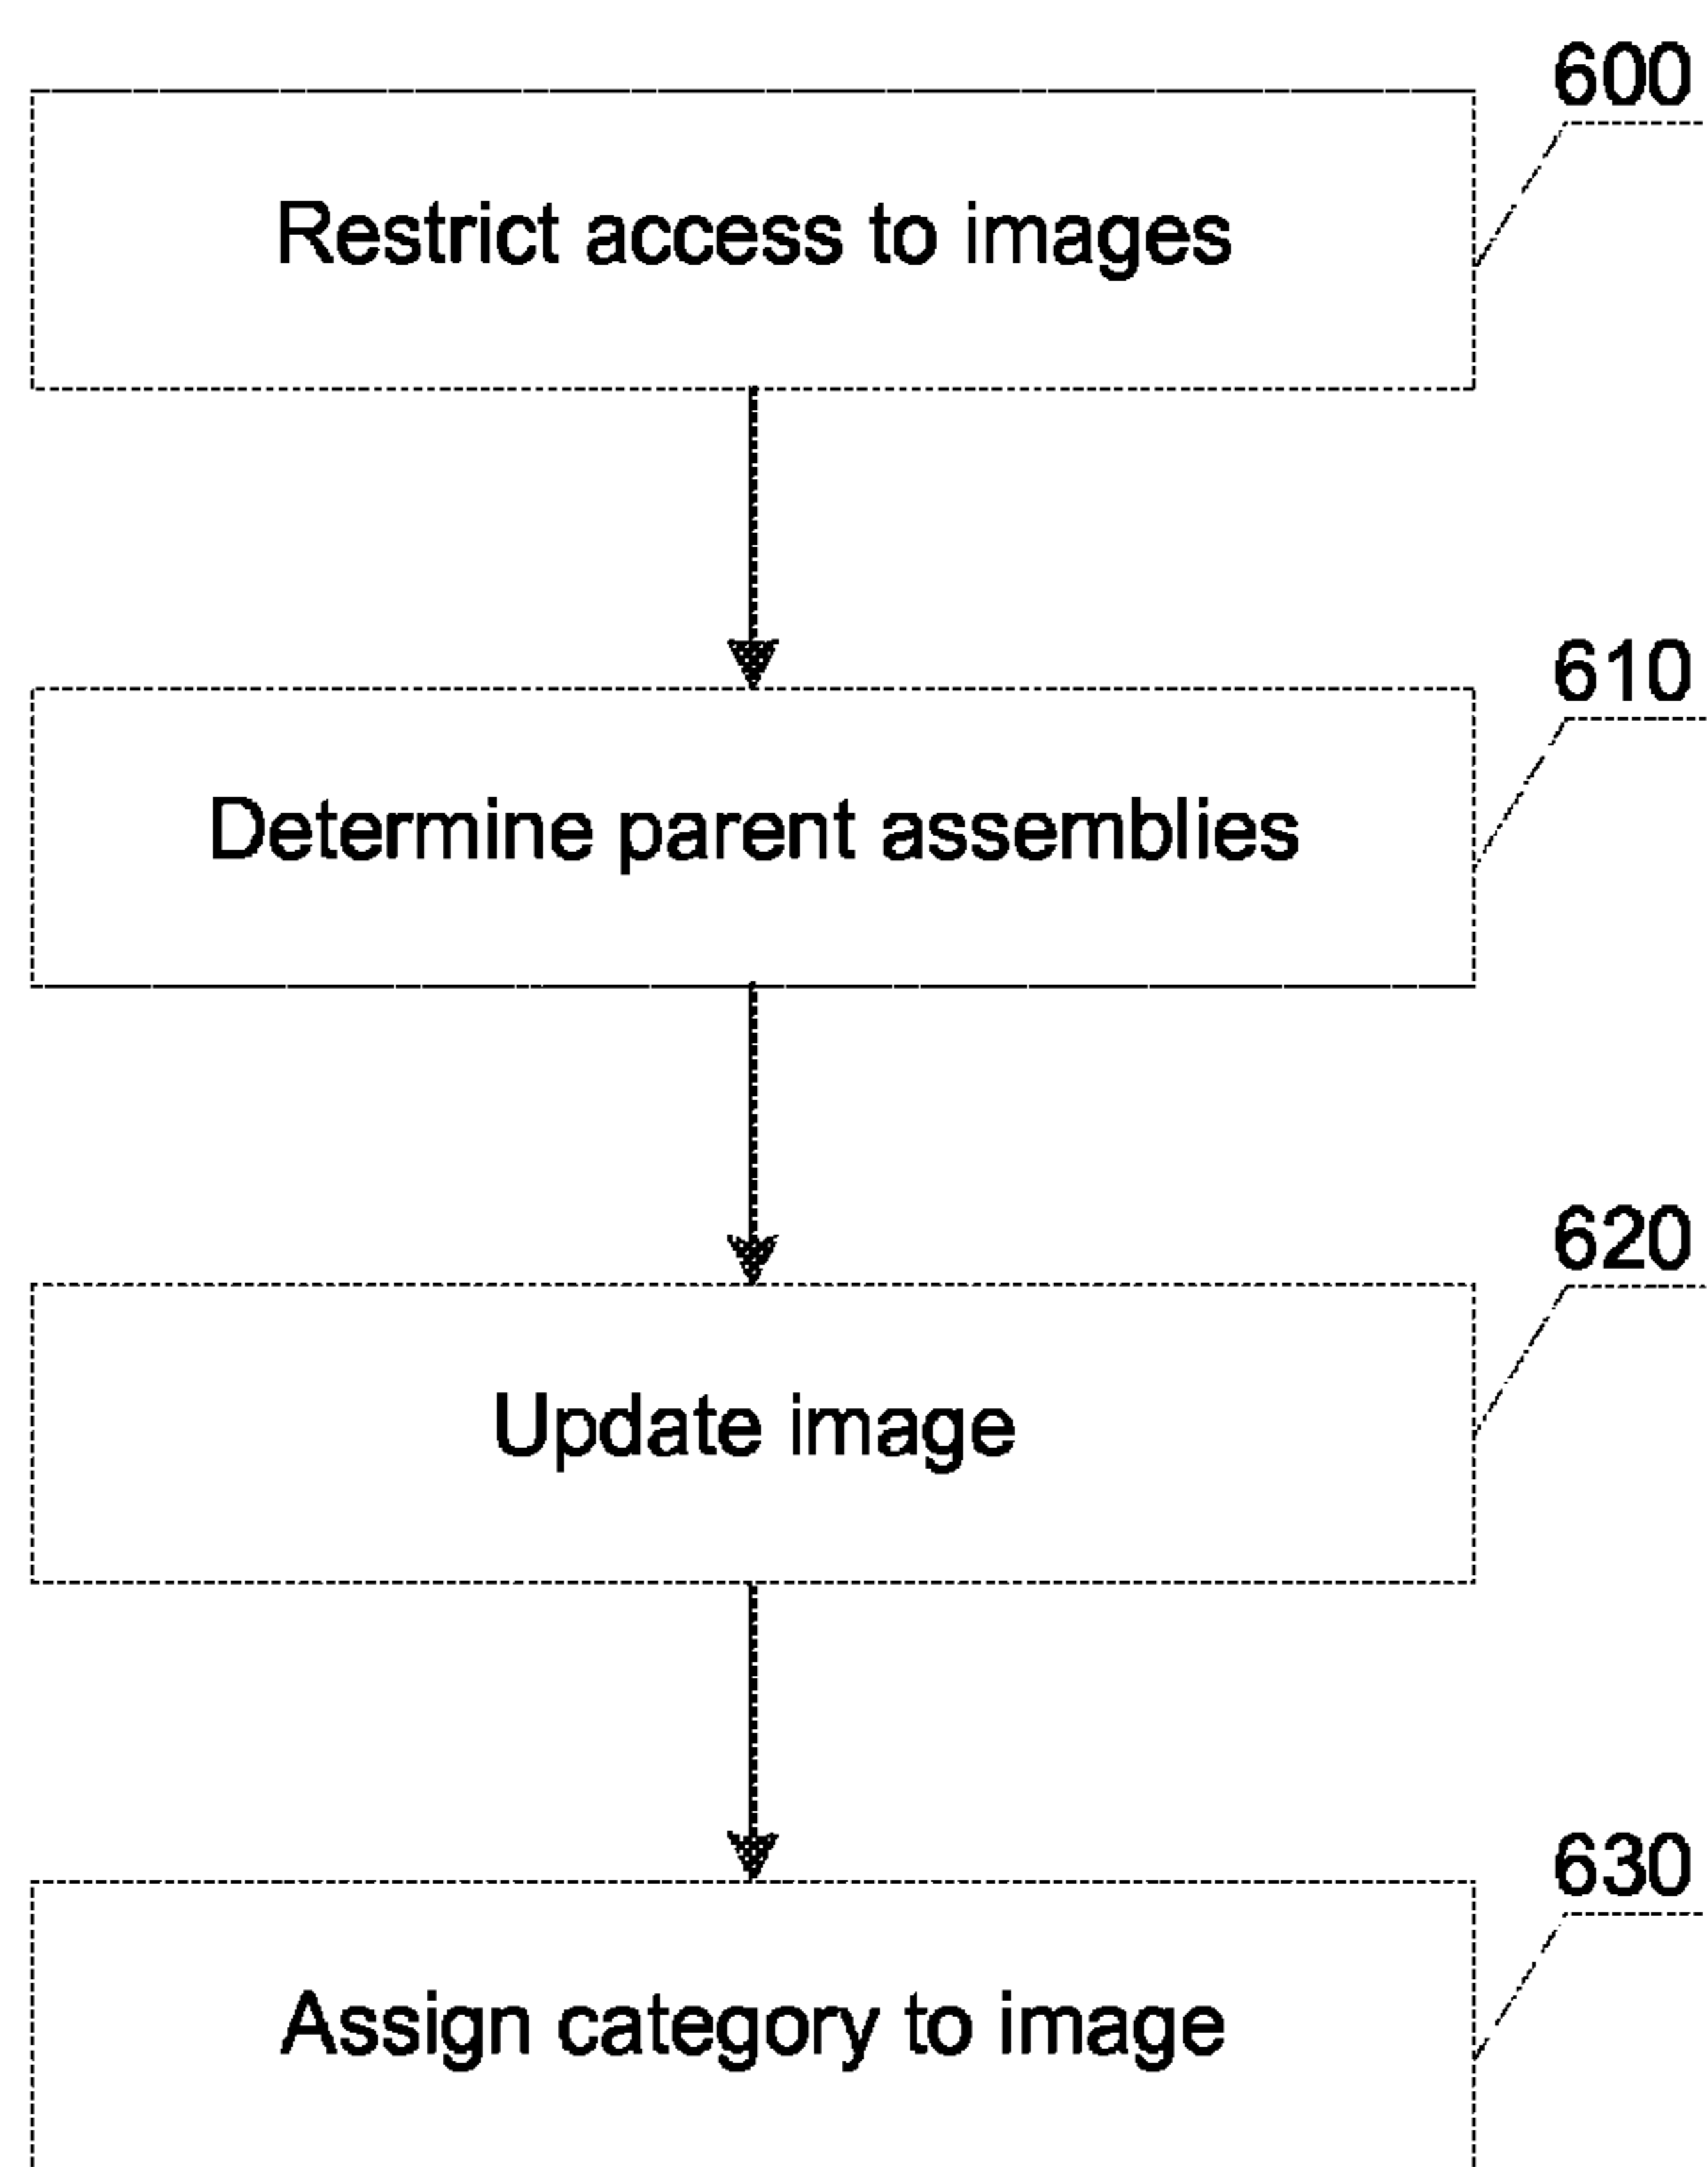 600
Restrict access to images
610
Determine parent assemblies
620
Update image
630
Assign category to image